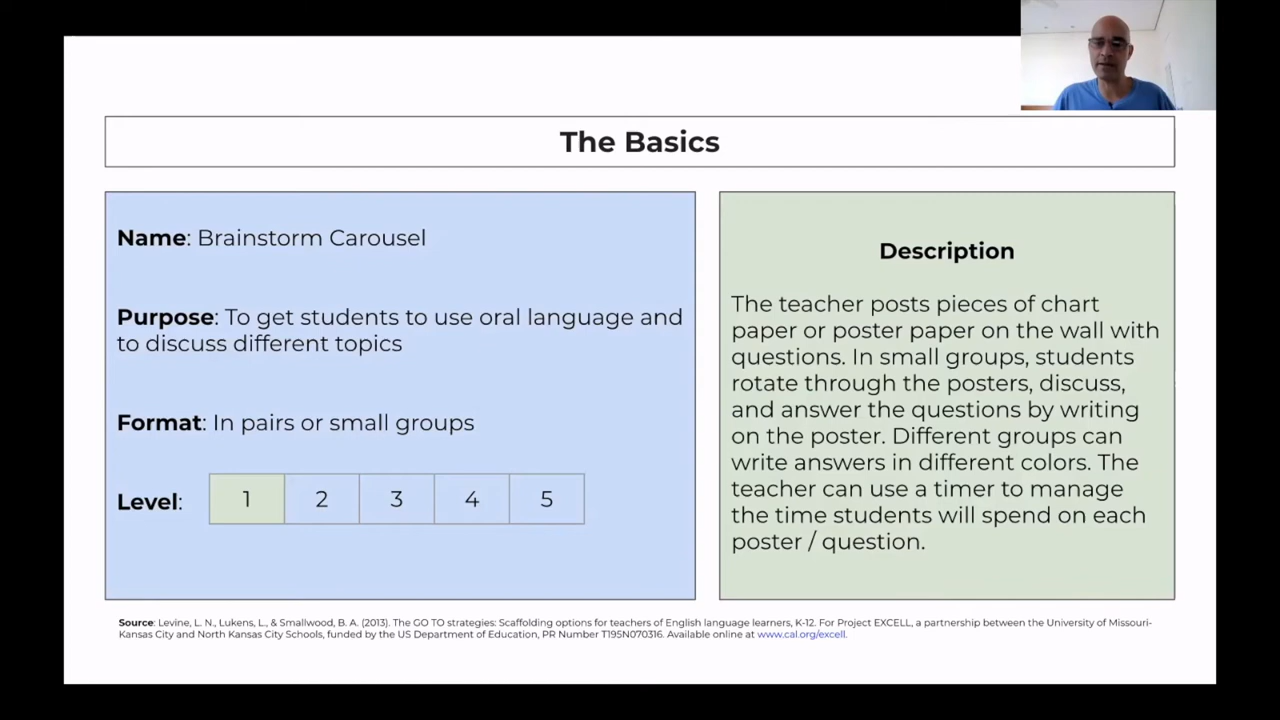 The Basics
Name: Brainstorm Carousel
Purpose: To get students to use oral language and
to discuss different topics
Format: In pairs or small groups
Level: 1 2 3 4 5
Description
The teacher posts pieces of chart
paper or poster paper on the wall with
questions. In small groups, students
rotate through the posters, discuss,
and answer the questions by writing
on the poster. Different groups can
write answers in different colors. The
teacher can use a timer to manage
the time students will spend on each
poster / question.
Source: Levine, L. N., Lukens, L., & Smallwood, B. A. (2013). The GO TO strategies: Scaffolding options for teachers of English language learners, K-12. For Project EXCELL, a partnership between the University of Missouri-
Kansas City and North Kansas City Schools, funded by the US Department of Education, PR Number T195N070316. Available online at www.cal.org/excell.